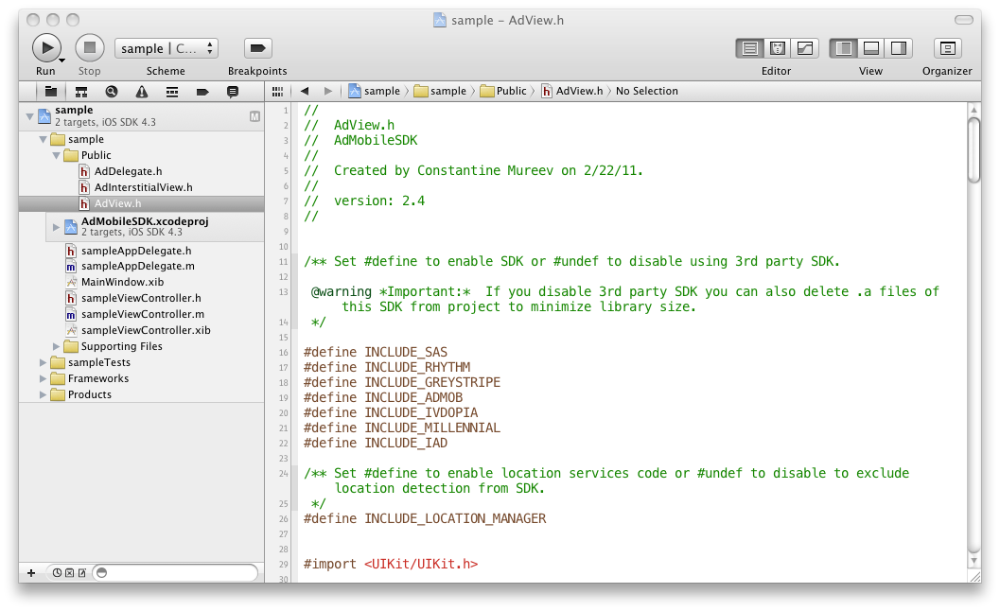 sample – AdView.h
sample | C...
Run
Stop
Scheme
Breakpoints
Editor
View
Organizer
sample
sample
Public
AdView.h
No Selection
sample
2 targets, iOS SDK 4.3
M
sample
Public
AdDelegate.h
AdInterstitialView.h
AdView.h
AdMobileSDK.xcodeproj
2 targets, iOS SDK 4.3
sampleAppDelegate.h
sampleAppDelegate.m
MainWindow.xib
sampleViewController.h
sampleViewController.m
sampleViewController.xib
Supporting Files
sampleTests
Frameworks
Products
1 //
2 //  AdView.h
3 //  AdMobileSDK
4 //
5 //  Created by Constantine Mureev on 2/22/11.
6 //
7 //  version: 2.4
8 //
9
10
11 /** Set #define to enable SDK or #undef to disable using 3rd party SDK.
12
13  @warning *Important:*  If you disable 3rd party SDK you can also delete .a files of
this SDK from project to minimize library size.
14  */
15
16 #define INCLUDE_SAS
17 #define INCLUDE_RHYTHM
18 #define INCLUDE_GREYSTRIPE
19 #define INCLUDE_ADMOB
20 #define INCLUDE_IVDOPIA
21 #define INCLUDE_MILLENNIAL
22 #define INCLUDE_IAD
23
24 /** Set #define to enable location services code or #undef to disable to exclude
location detection from SDK.
25  */
26 #define INCLUDE_LOCATION_MANAGER
27
28
29 #import <UIKit/UIKit.h>
30